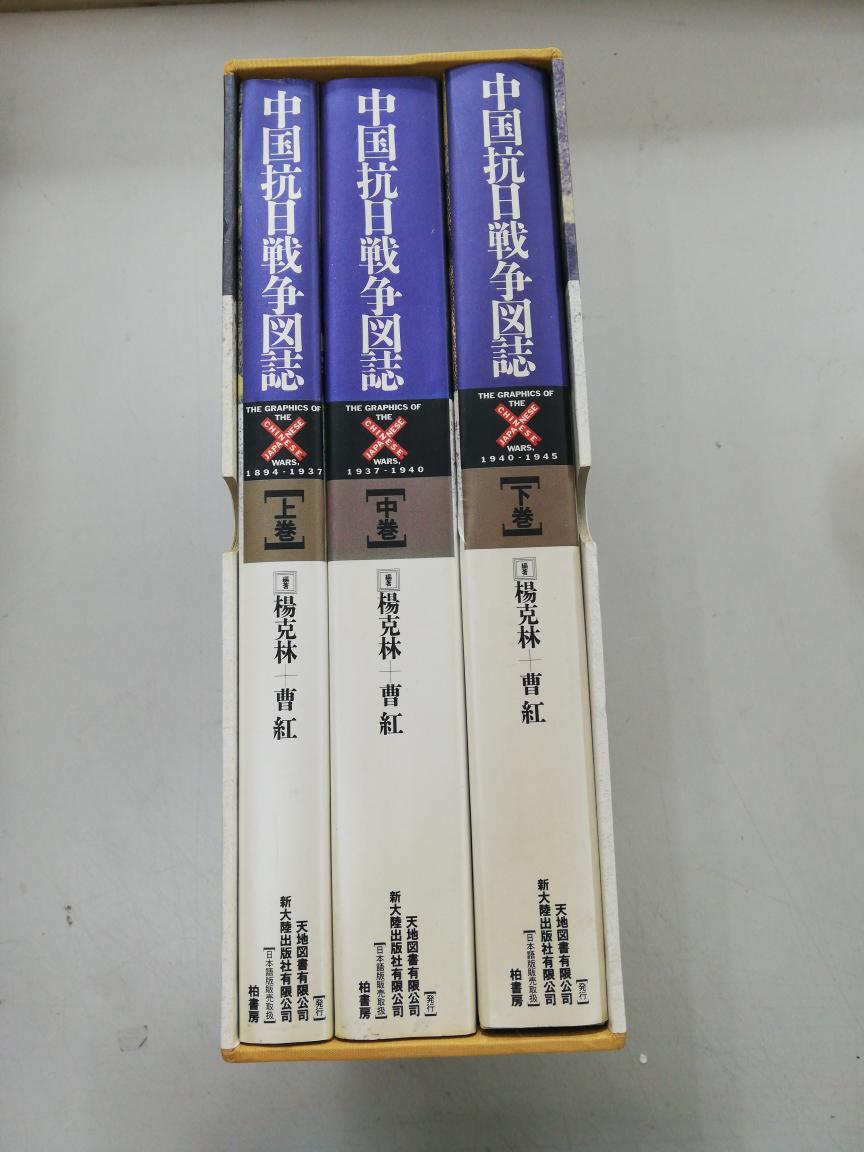 中国抗日戦争図誌
THE GRAPHICS OF
THE
CHINESE
JAPANESE
WARS,
1894-1937
【上巻】
編著
楊克林
曹紅
天地図書有限公司
新大陸出版社有限公司
[発行]
[日本語版販売取扱]
柏書房
中国抗日戦争図誌
THE GRAPHICS OF
THE
CHINESE
JAPANESE
WARS,
1937-1940
【中巻】
編著
楊克林
曹紅
天地図書有限公司
新大陸出版社有限公司
[発行]
[日本語版販売取扱]
柏書房
中国抗日戦争図誌
THE GRAPHICS OF
THE
CHINESE
JAPANESE
WARS,
1940-1945
【下巻】
編著
楊克林
曹紅
天地図書有限公司
新大陸出版社有限公司
[発行]
[日本語版販売取扱]
柏書房